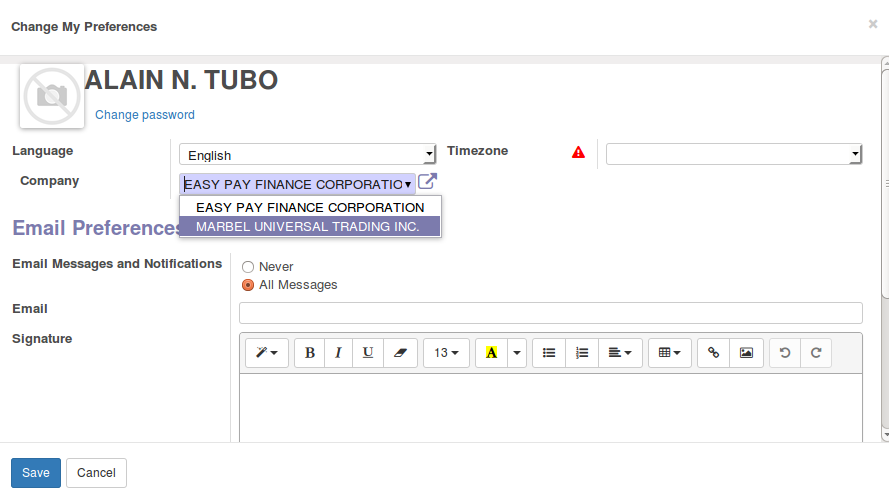 Change My Preferences ×
ALAIN N. TUBO
Change password
Language English Timezone
Company EASY PAY FINANCE CORPORATIO
EASY PAY FINANCE CORPORATION
MARBEL UNIVERSAL TRADING INC.
Email Preferences
Email Messages and Notifications Never
All Messages
Email
Signature
B I U 13 A
Save Cancel